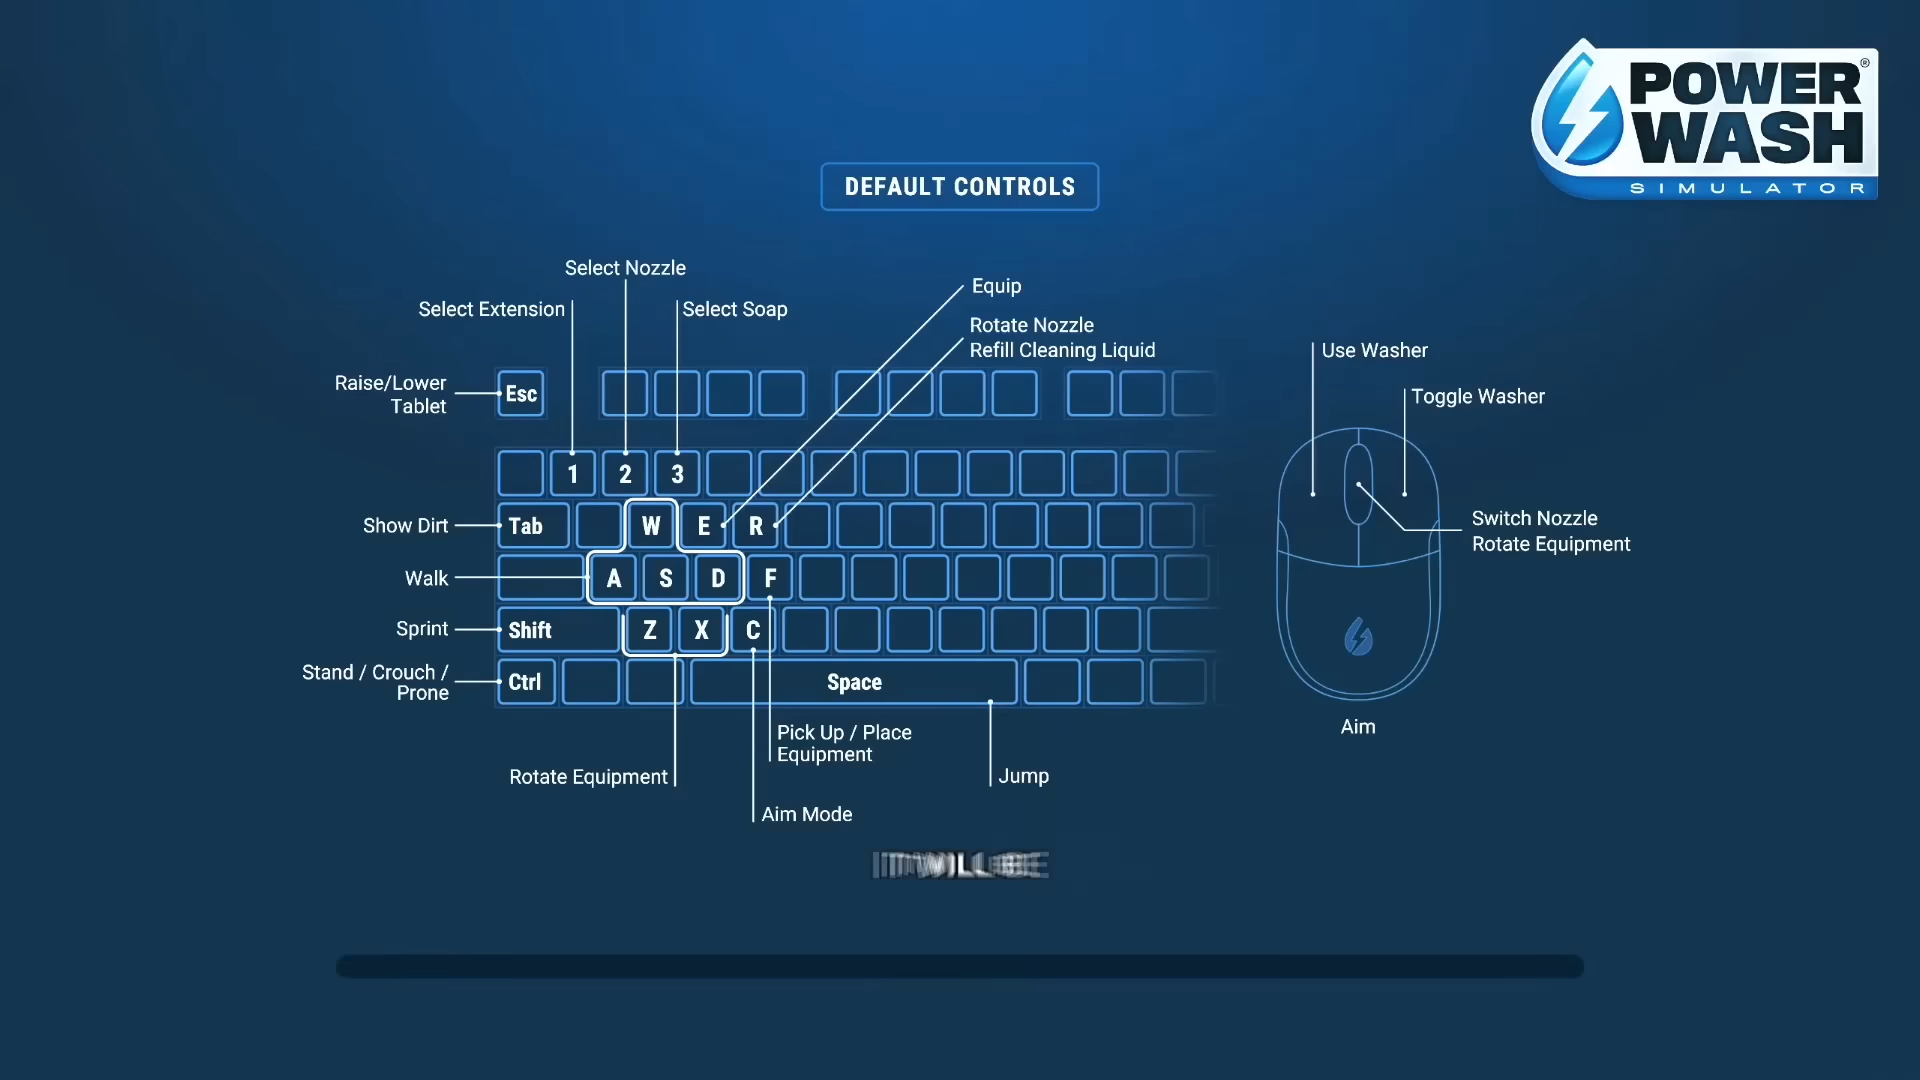 POWER®
WASH
SIMULATOR
DEFAULT CONTROLS
Select Nozzle
Select Extension
Select Soap
Equip
Rotate Nozzle
Refill Cleaning Liquid
Use Washer
Toggle Washer
Raise/Lower
Tablet
Esc
1 2 3
Show Dirt
Tab W E R
Switch Nozzle
Rotate Equipment
Walk
A S D F
Sprint
Shift Z X C
Stand / Crouch /
Prone
Ctrl Space
Aim
Pick Up / Place
Equipment
Rotate Equipment
Jump
Aim Mode
WILL BE